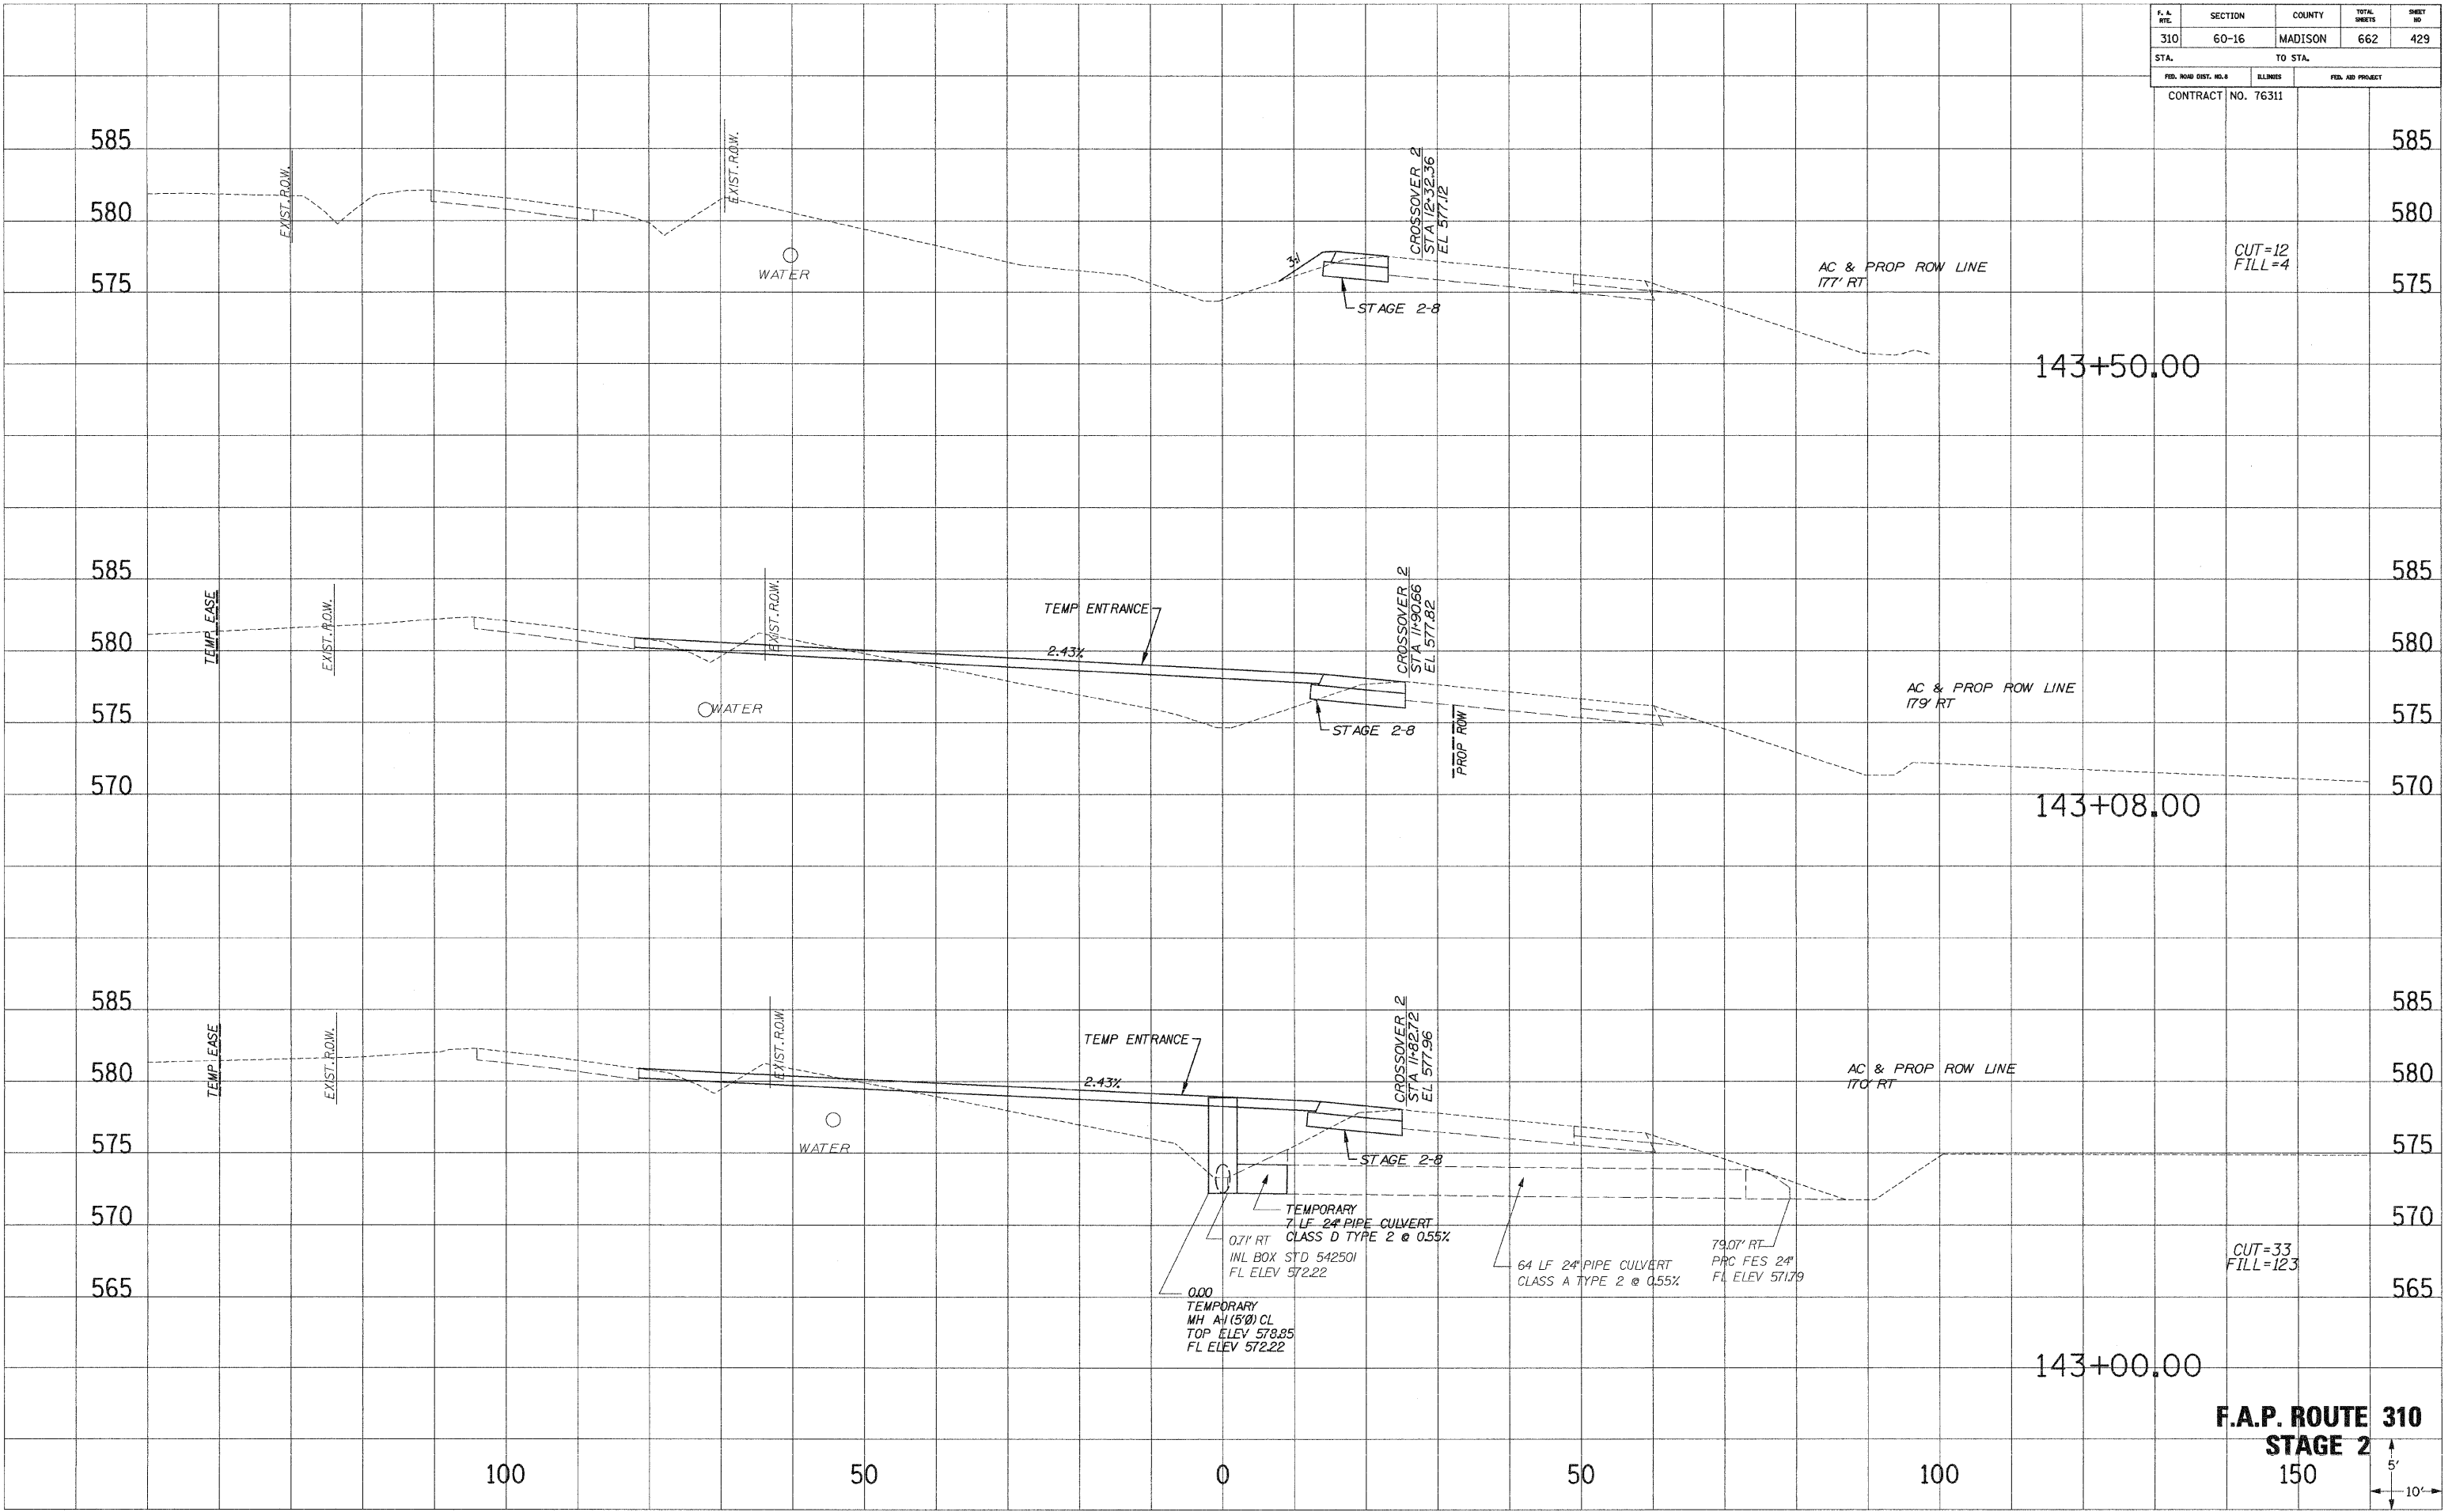 F. A. RTE. SECTION COUNTY TOTAL SHEETS SHEET NO
310 60-16 MADISON 662 429
STA. TO STA.
FED. ROAD DIST. NO. 8 ILLINOIS FED. AID PROJECT
CONTRACT NO. 76311
585 585
EXIST. R.O.W.
EXIST. R.O.W.
CROSSOVER 2
STA 12+32.36
EL 577.12
580 580
3:1
WATER
AC & PROP ROW LINE
177' RT
CUT=12
FILL=4
575 575
STAGE 2-8
143+50.00
585 585
TEMP EASE
EXIST. R.O.W.
EXIST. R.O.W.
TEMP ENTRANCE
2.43%
CROSSOVER 2
STA 11+90.66
EL 577.82
580 580
WATER
AC & PROP ROW LINE
179' RT
575 575
STAGE 2-8
PROP ROW
570 570
143+08.00
585 585
TEMP EASE
EXIST. R.O.W.
EXIST. R.O.W.
TEMP ENTRANCE
2.43%
CROSSOVER 2
STA 11+82.72
EL 577.96
AC & PROP ROW LINE
170' RT
580 580
WATER
575 575
STAGE 2-8
570 570
TEMPORARY
7 LF 24" PIPE CULVERT
CLASS D TYPE 2 @ 0.55%
0.71' RT
INL BOX STD 542501
FL ELEV 572.22
64 LF 24" PIPE CULVERT
CLASS A TYPE 2 @ 0.55%
79.07' RT
PRC FES 24"
FL ELEV 571.79
CUT=33
FILL=123
565 565
0.00
TEMPORARY
MH A-1 (5'Ø) CL
TOP ELEV 578.85
FL ELEV 572.22
143+00.00
F.A.P. ROUTE 310
STAGE 2
100 50 0 50 100 150
5'
10'